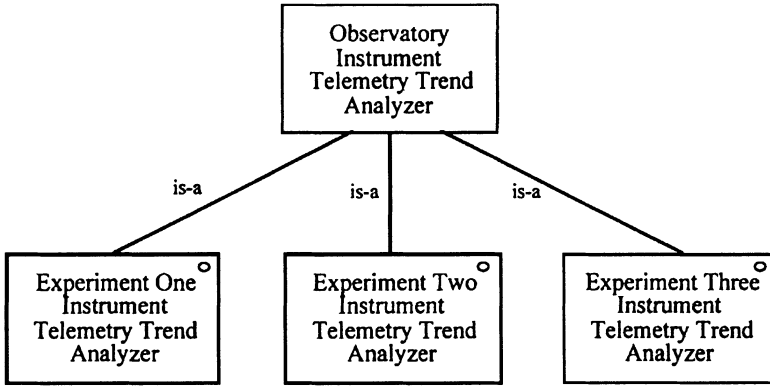 Observatory
Instrument
Telemetry Trend
Analyzer
is-a
is-a
is-a
Experiment One
Instrument
Telemetry Trend
Analyzer
Experiment Two
Instrument
Telemetry Trend
Analyzer
Experiment Three
Instrument
Telemetry Trend
Analyzer